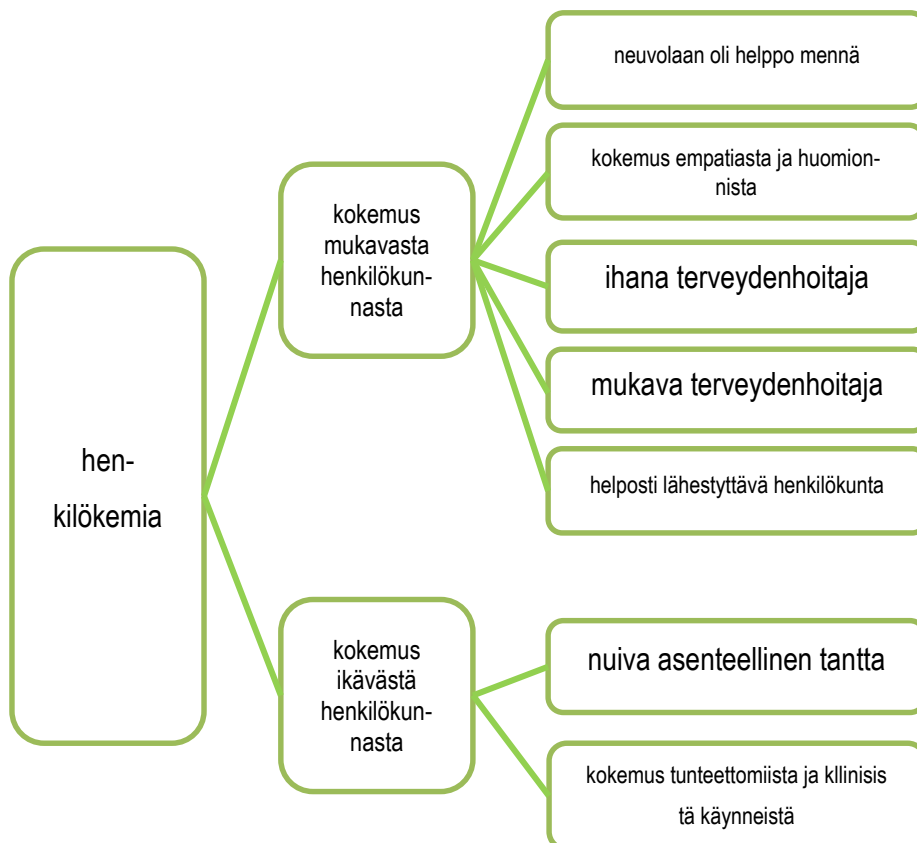 hen-
kilökemia
kokemus
mukavasta
henkilökun-
nasta
neuvolaan oli helppo mennä
kokemus empatiasta ja huomion-
nista
ihana terveydenhoitaja
mukava terveydenhoitaja
helposti lähestyttävä henkilökunta
kokemus
ikävästä
henkilökun-
nasta
nuiva asenteellinen tantta
kokemus tunteettomiista ja kllinisis
tä käynneistä